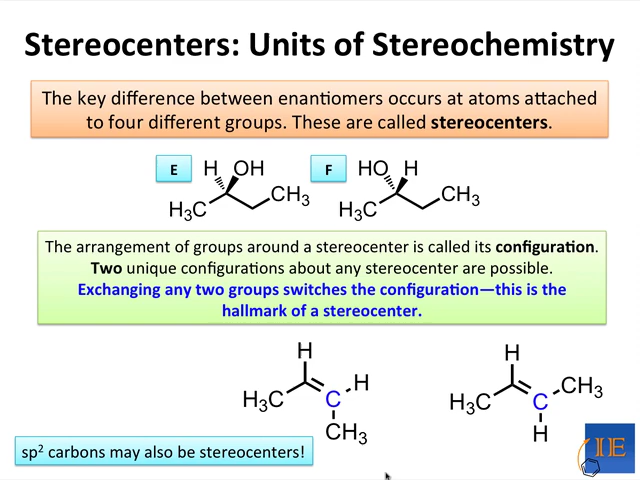 Stereocenters: Units of Stereochemistry
The key difference between enantiomers occurs at atoms attached
to four different groups. These are called stereocenters.
E
H OH
CH3
H3C
F
HO H
CH3
H3C
The arrangement of groups around a stereocenter is called its configuration.
Two unique configurations about any stereocenter are possible.
Exchanging any two groups switches the configuration—this is the
hallmark of a stereocenter.
H
H
H3C
C
CH3
H
CH3
H3C
C
H
sp² carbons may also be stereocenters!
IE